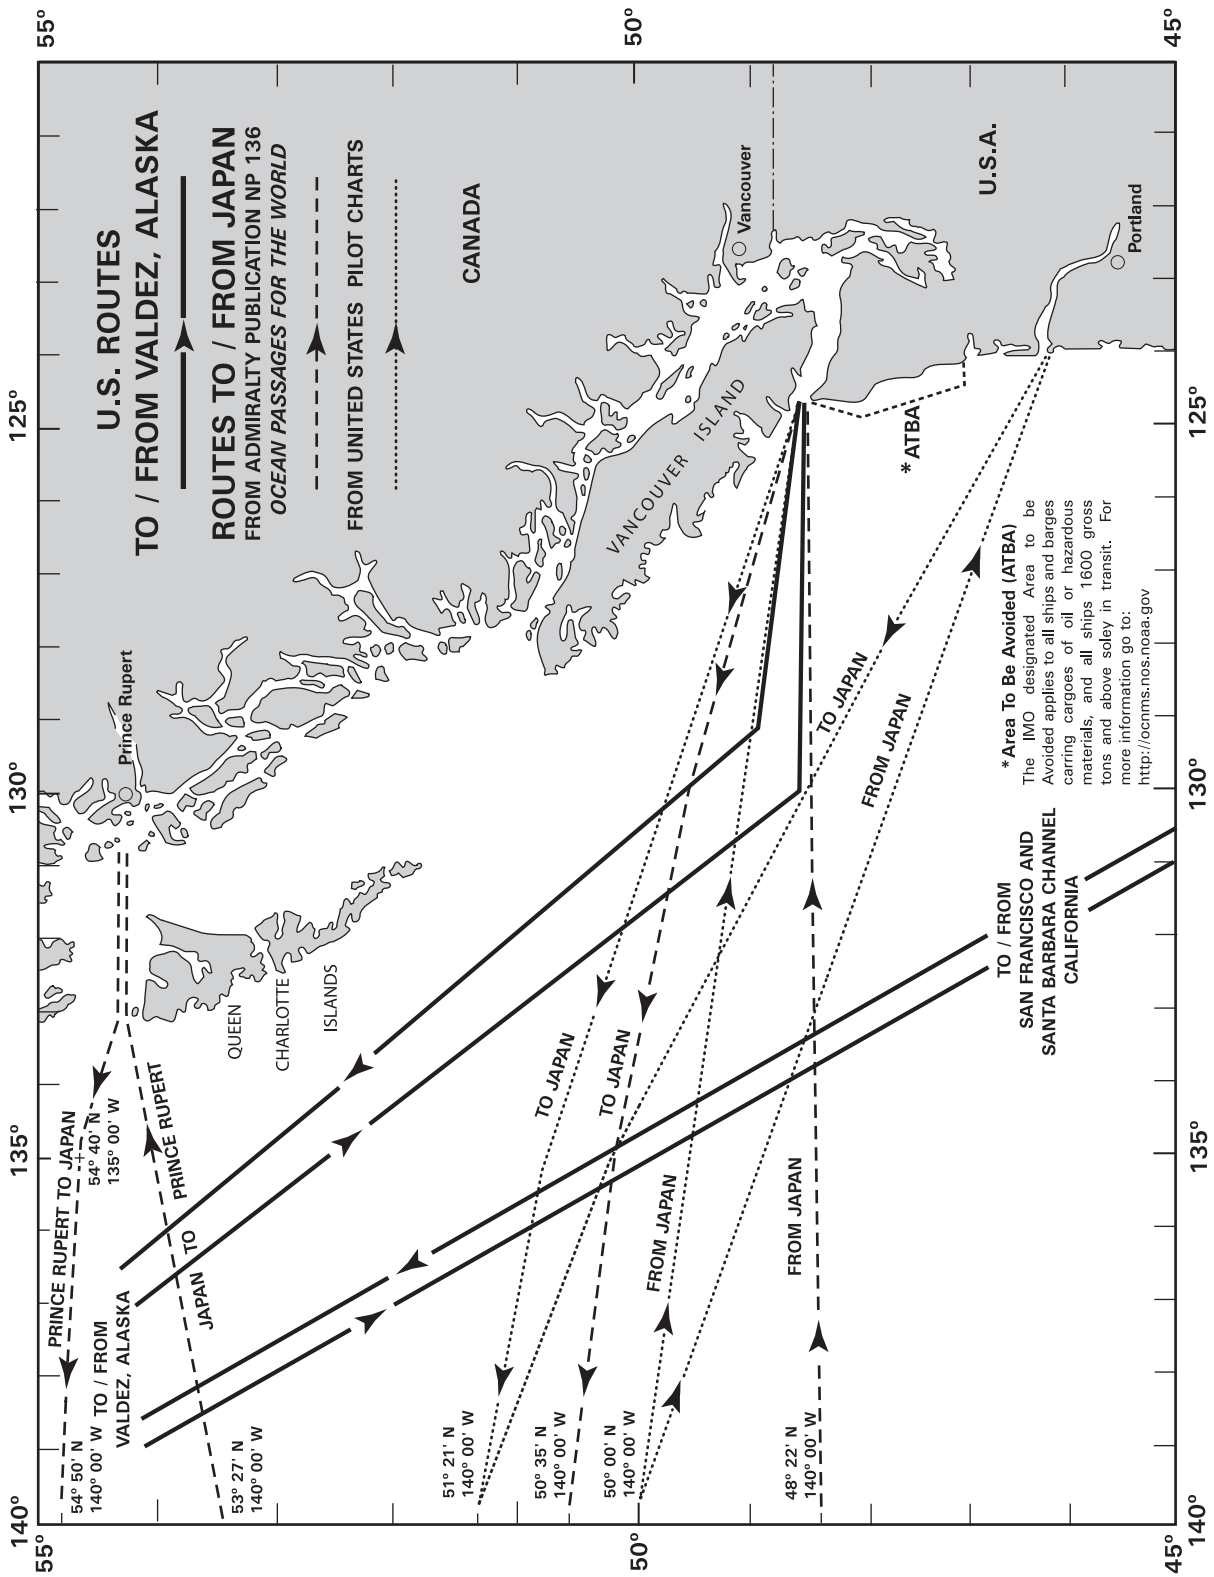 U.S. ROUTES
TO / FROM VALDEZ, ALASKA
ROUTES TO / FROM JAPAN
FROM ADMIRALTY PUBLICATION NP 136
OCEAN PASSAGES FOR THE WORLD
FROM UNITED STATES PILOT CHARTS
140°
135°
130°
125°
55°
55°
50°
50°
45°
45°
140°
135°
130°
125°
CANADA
U.S.A.
Prince Rupert
Vancouver
Portland
VANCOUVER ISLAND
QUEEN
CHARLOTTE
ISLANDS
PRINCE RUPERT TO JAPAN
54° 40' N
135° 00' W
JAPAN TO PRINCE RUPERT
54° 50' N
140° 00' W
TO / FROM
VALDEZ, ALASKA
53° 27' N
140° 00' W
51° 21' N
140° 00' W
50° 35' N
140° 00' W
50° 00' N
140° 00' W
48° 22' N
140° 00' W
TO JAPAN
TO JAPAN
FROM JAPAN
FROM JAPAN
TO JAPAN
FROM JAPAN
* ATBA
TO / FROM
SAN FRANCISCO AND
SANTA BARBARA CHANNEL
CALIFORNIA
* Area To Be Avoided (ATBA)
The IMO designated Area to be
Avoided applies to all ships and barges
carring cargoes of oil or hazardous
materials, and all ships 1600 gross
tons and above soley in transit. For
more information go to:
http://ocnms.nos.noaa.gov